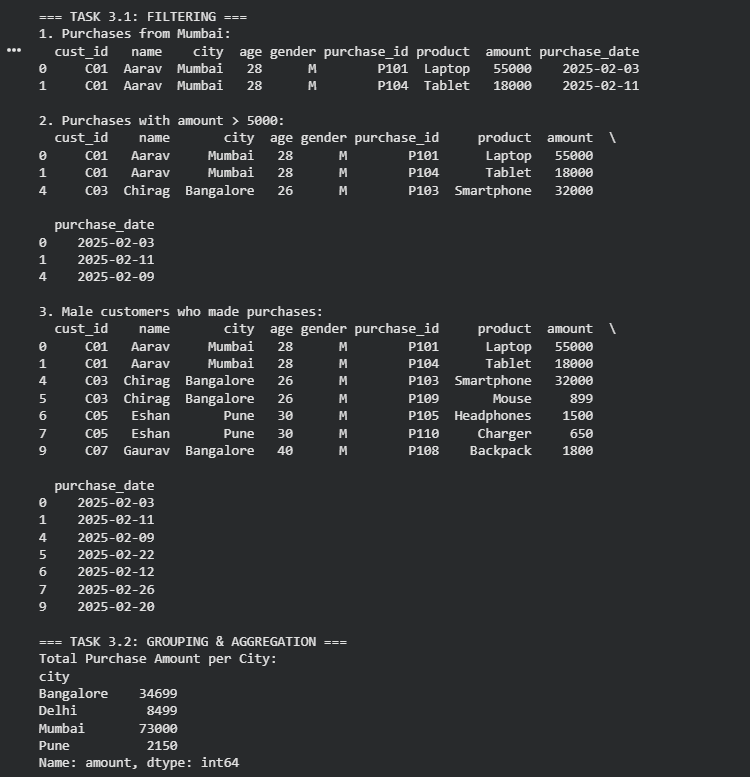 === TASK 3.1: FILTERING ===
1. Purchases from Mumbai:
  cust_id   name    city  age gender purchase_id product  amount purchase_date
0     C01  Aarav  Mumbai   28      M        P101  Laptop   55000    2025-02-03
1     C01  Aarav  Mumbai   28      M        P104  Tablet   18000    2025-02-11

2. Purchases with amount > 5000:
  cust_id    name       city  age gender purchase_id     product  amount  \
0     C01   Aarav     Mumbai   28      M        P101      Laptop   55000
1     C01   Aarav     Mumbai   28      M        P104      Tablet   18000
4     C03  Chirag  Bangalore   26      M        P103  Smartphone   32000

  purchase_date
0    2025-02-03
1    2025-02-11
4    2025-02-09

3. Male customers who made purchases:
  cust_id    name       city  age gender purchase_id     product  amount  \
0     C01   Aarav     Mumbai   28      M        P101      Laptop   55000
1     C01   Aarav     Mumbai   28      M        P104      Tablet   18000
4     C03  Chirag  Bangalore   26      M        P103  Smartphone   32000
5     C03  Chirag  Bangalore   26      M        P109       Mouse     899
6     C05   Eshan       Pune   30      M        P105  Headphones    1500
7     C05   Eshan       Pune   30      M        P110     Charger     650
9     C07  Gaurav  Bangalore   40      M        P108    Backpack    1800

  purchase_date
0    2025-02-03
1    2025-02-11
4    2025-02-09
5    2025-02-22
6    2025-02-12
7    2025-02-26
9    2025-02-20

=== TASK 3.2: GROUPING & AGGREGATION ===
Total Purchase Amount per City:
city
Bangalore    34699
Delhi         8499
Mumbai       73000
Pune          2150
Name: amount, dtype: int64